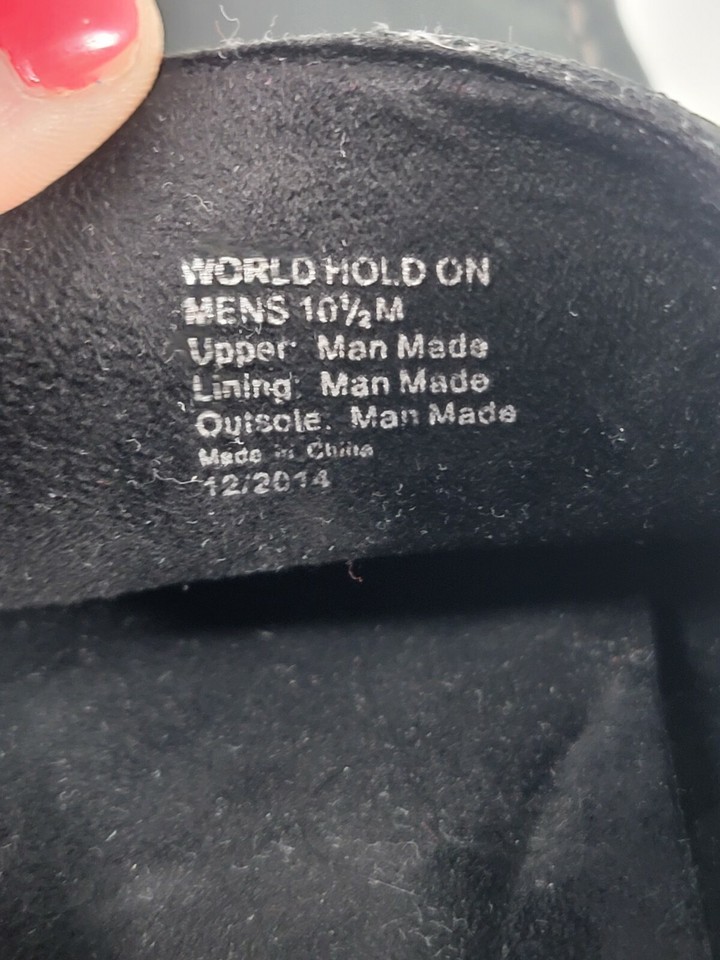 WORLD HOLD ON
MENS 10½ M
Upper: Man Made
Lining: Man Made
Outsole: Man Made
Made in China
12/2014